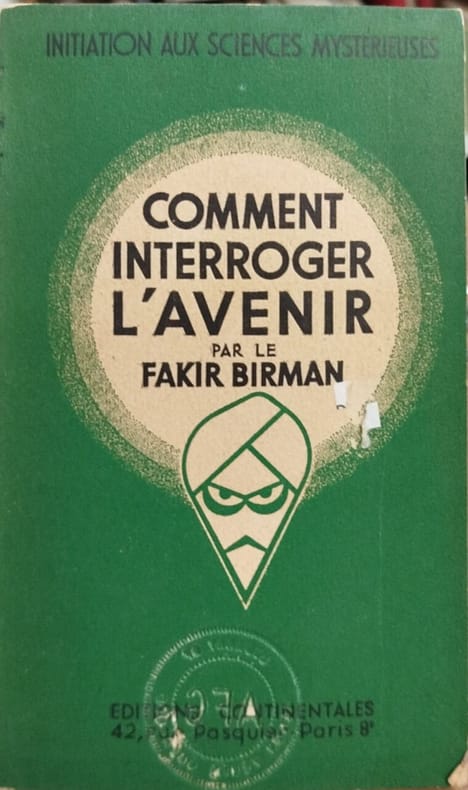 INITIATION AUX SCIENCES MYSTÉRIEUSES
COMMENT
INTERROGER
L'AVENIR
PAR LE
FAKIR BIRMAN
EDITIONS CONTINENTALES
42, rue Pasquier Paris 8e